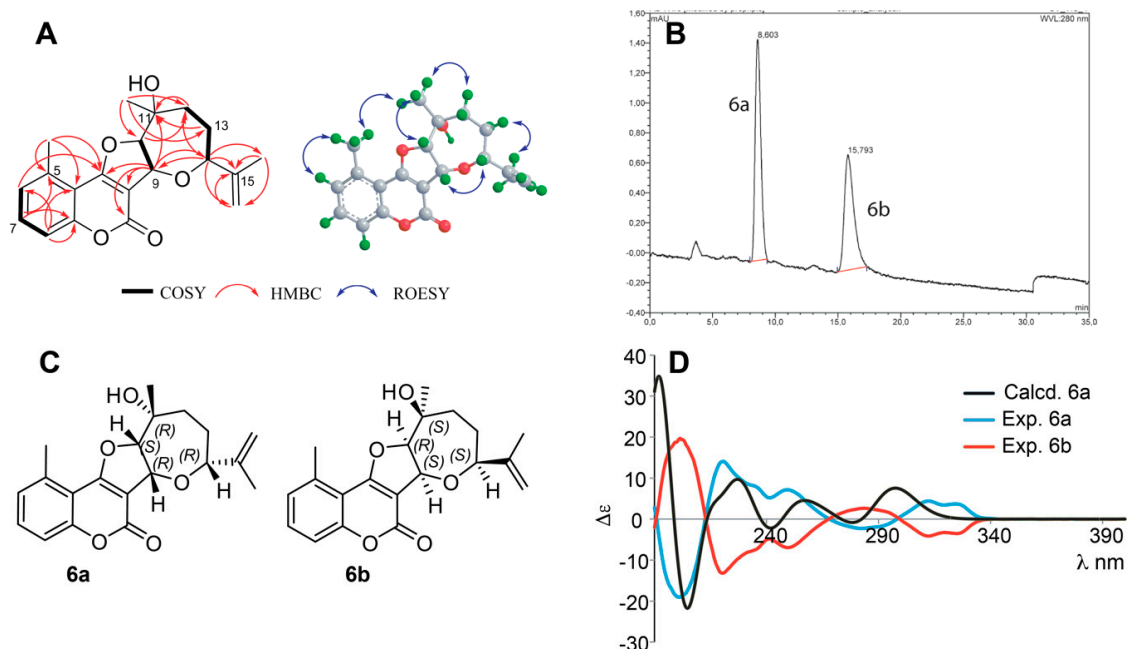 A
HO
11
13
O
5
9
O
15
7
O
O
COSY
HMBC
ROESY
B
1,60
mAU
WVL:280 nm
1,40
1,20
1,00
0,80
0,60
0,40
0,20
-0,00
-0,20
-0,40
8,603
6a
15,793
6b
min
0,0
5,0
10,0
15,0
20,0
25,0
30,0
35,0
C
HO
(R)
H
O
(S)
(R)
(R)
O
H
H
O
O
6a
HO
(S)
H
O
(R)
(S)
(S)
O
H
H
O
O
6b
D
40
30
20
10
0
-10
-20
-30
Δε
Calcd. 6a
Exp. 6a
Exp. 6b
240
290
340
390
λ nm